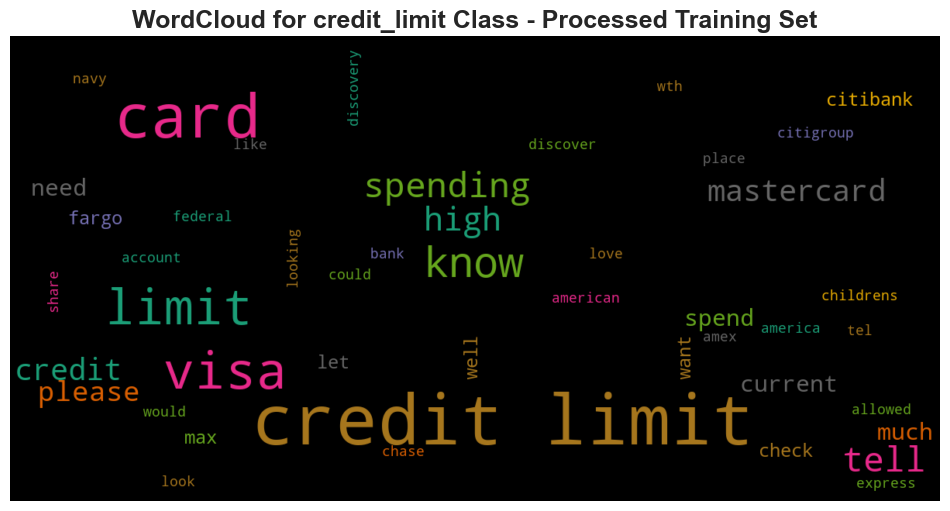 WordCloud for credit_limit Class - Processed Training Set
navy
discovery
wth
citibank
card
citigroup
like
discover
place
need
spending
mastercard
fargo
federal
high
looking
bank
love
know
account
could
share
american
childrens
limit
spend
america
tel
amex
well
want
let
credit
visa
current
please
would
allowed
credit limit
max
much
chase
check
tell
look
express